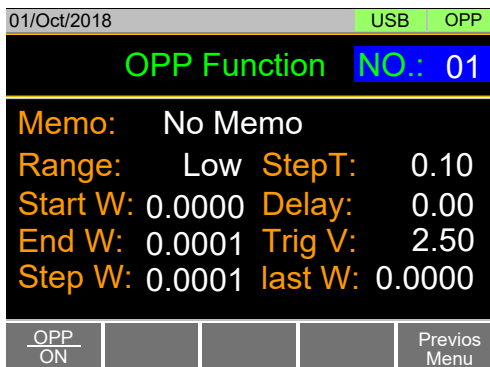 01/Oct/2018 USB OPP
OPP Function NO.: 01
Memo: No Memo
Range: Low StepT: 0.10
Start W: 0.0000 Delay: 0.00
End W: 0.0001 Trig V: 2.50
Step W: 0.0001 last W: 0.0000
OPP
ON
Previos
Menu